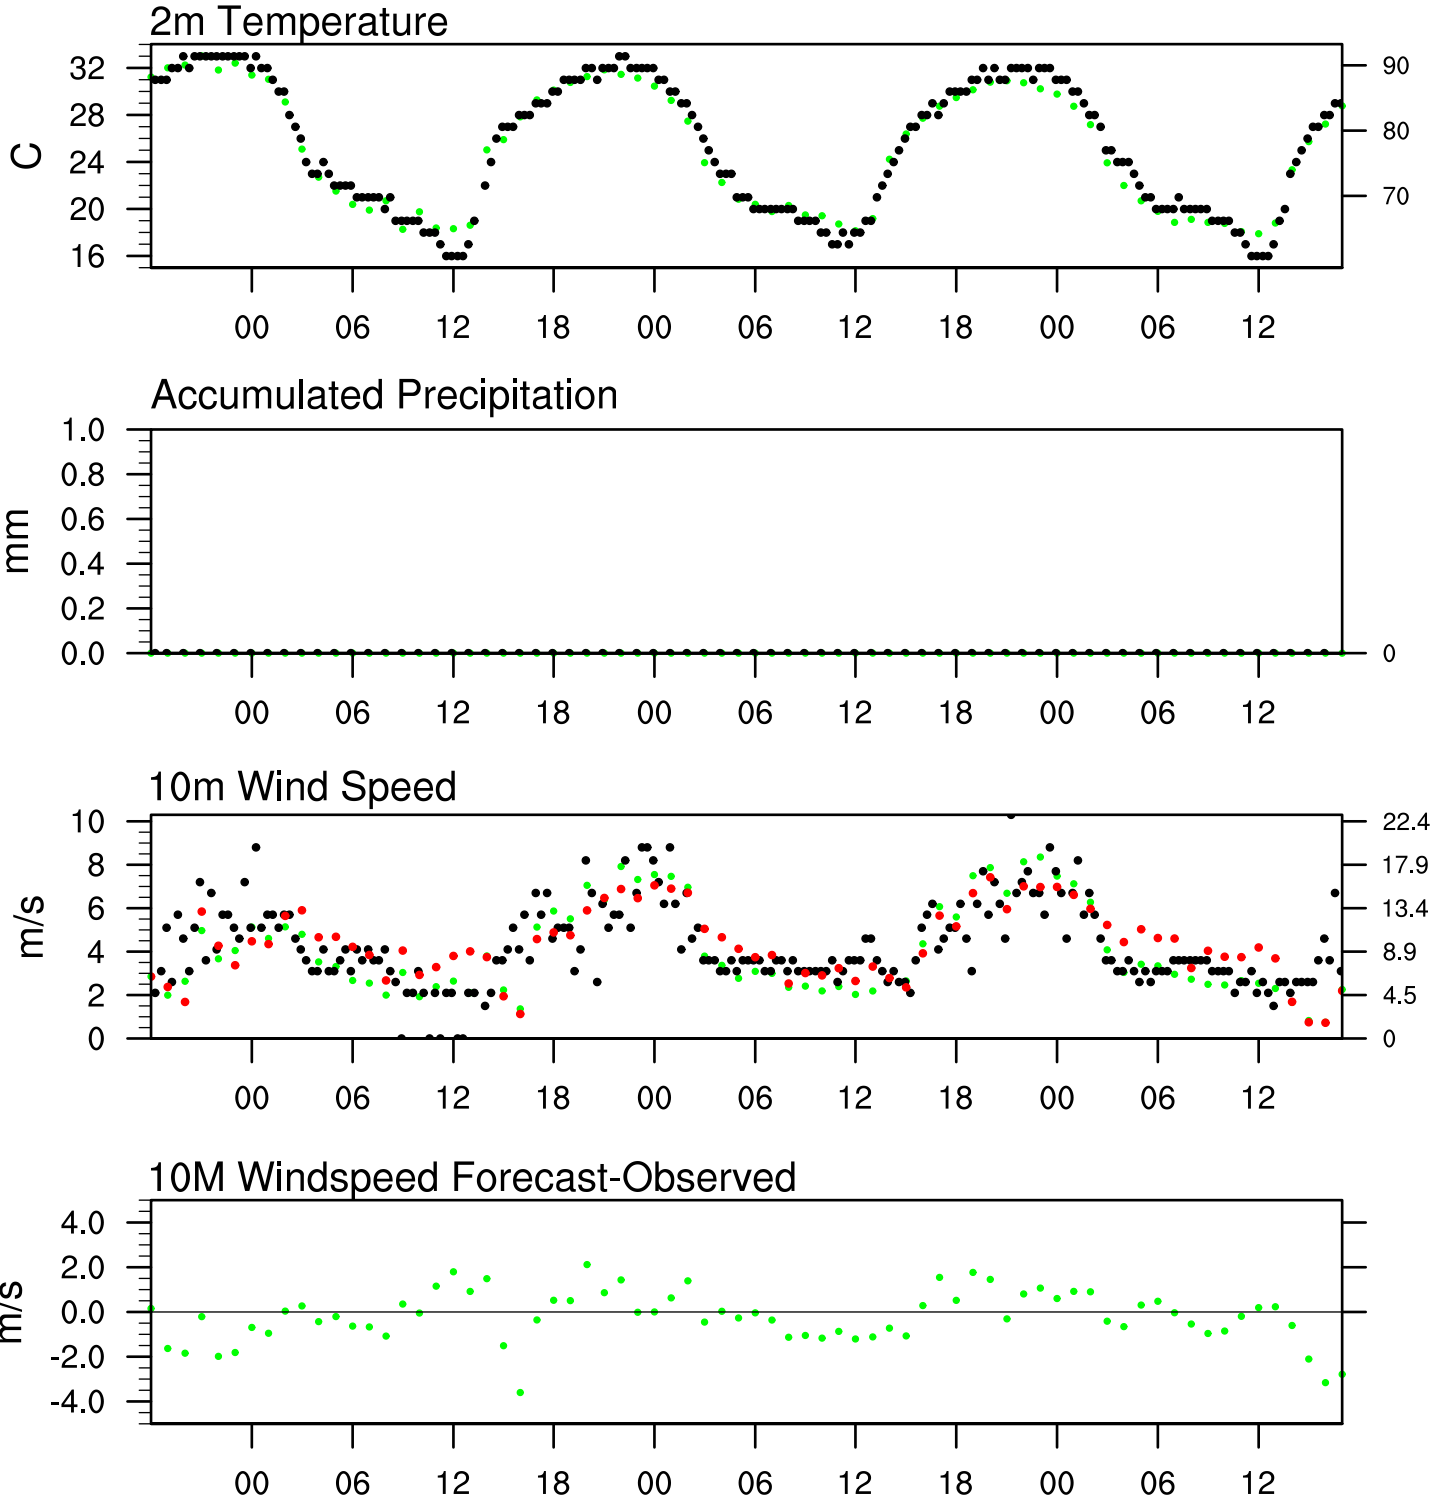 2m Temperature
32
28
24
20
16
C
90
80
70
00 06 12 18 00 06 12 18 00 06 12
Accumulated Precipitation
1.0
0.8
0.6
0.4
0.2
0.0
mm
0
00 06 12 18 00 06 12 18 00 06 12
10m Wind Speed
10
8
6
4
2
0
m/s
22.4
17.9
13.4
8.9
4.5
0
00 06 12 18 00 06 12 18 00 06 12
10M Windspeed Forecast-Observed
4.0
2.0
0.0
-2.0
-4.0
m/s
00 06 12 18 00 06 12 18 00 06 12